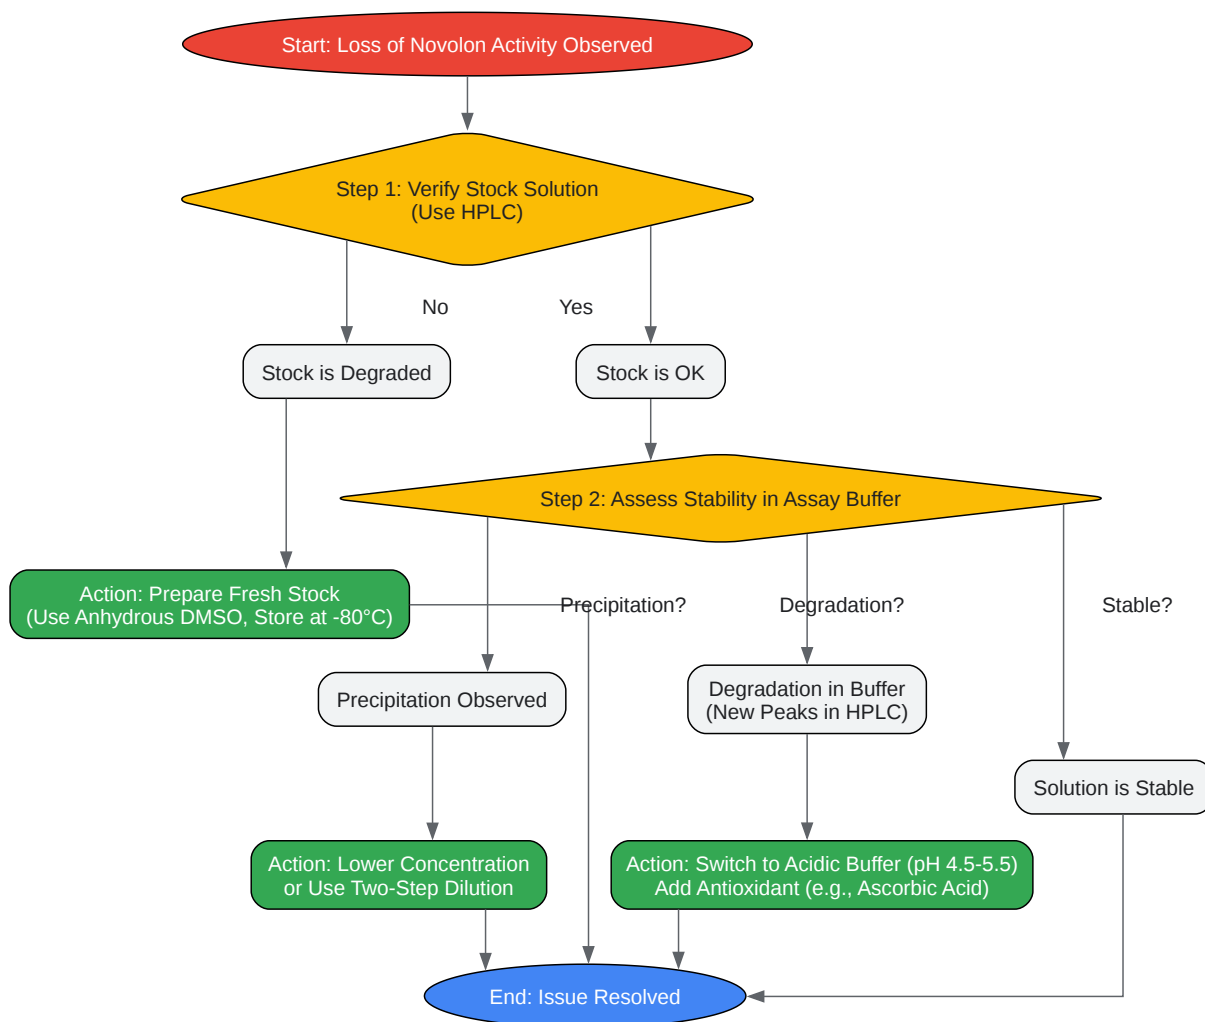 Start: Loss of Novolon Activity Observed
Step 1: Verify Stock Solution
(Use HPLC)
No
Yes
Stock is Degraded
Stock is OK
Step 2: Assess Stability in Assay Buffer
Action: Prepare Fresh Stock
(Use Anhydrous DMSO, Store at -80°C)
Precipitation?
Degradation?
Stable?
Precipitation Observed
Degradation in Buffer
(New Peaks in HPLC)
Solution is Stable
Action: Lower Concentration
or Use Two-Step Dilution
Action: Switch to Acidic Buffer (pH 4.5-5.5)
Add Antioxidant (e.g., Ascorbic Acid)
End: Issue Resolved